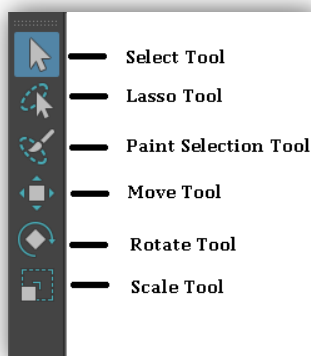 Select Tool
Lasso Tool
Paint Selection Tool
Move Tool
Rotate Tool
Scale Tool